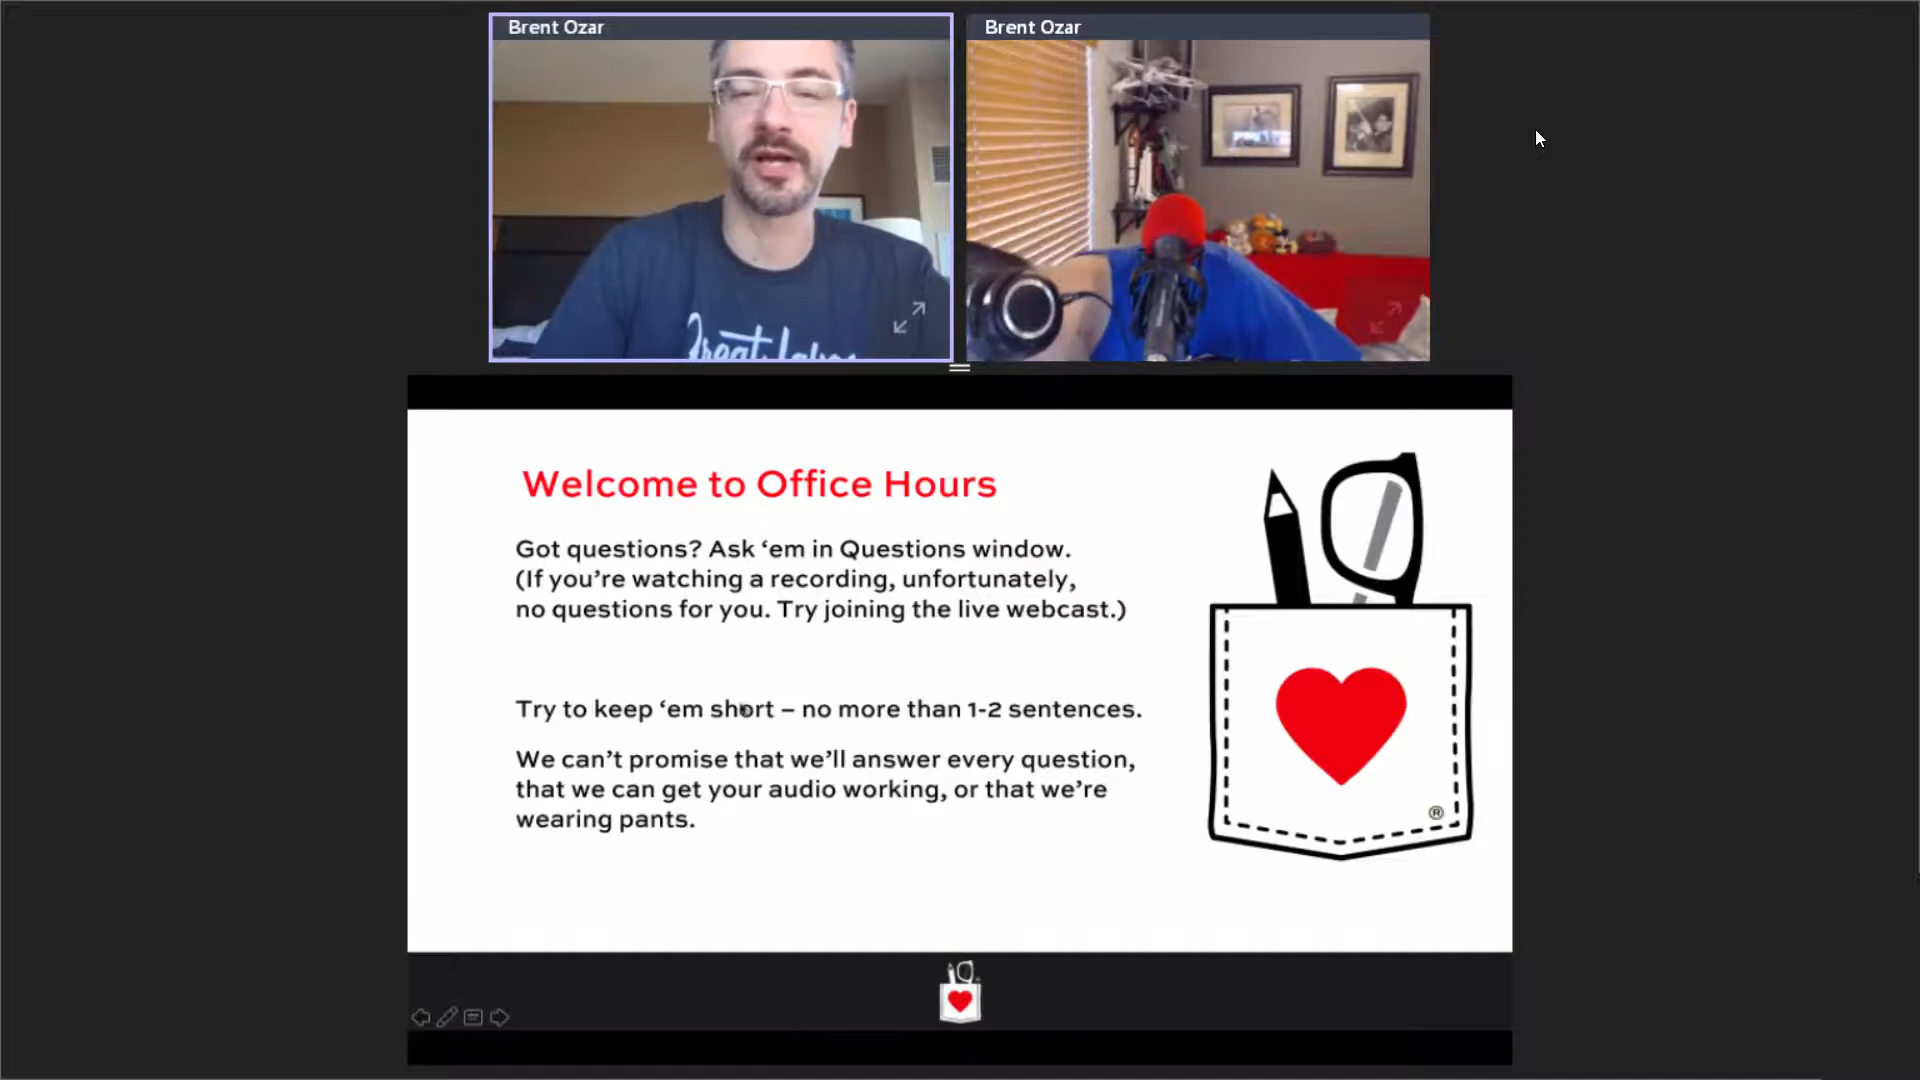 Brent Ozar
Brent Ozar
Great Lakes
Welcome to Office Hours
Got questions? Ask ‘em in Questions window.
(If you’re watching a recording, unfortunately,
no questions for you. Try joining the live webcast.)
Try to keep ‘em short – no more than 1-2 sentences.
We can’t promise that we’ll answer every question,
that we can get your audio working, or that we’re
wearing pants.
®